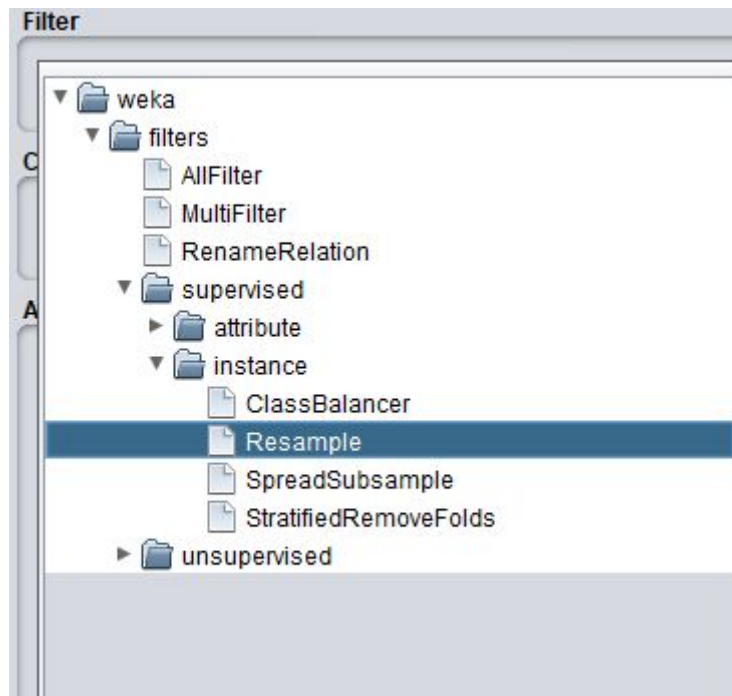 Filter
weka
filters
C
AllFilter
MultiFilter
RenameRelation
supervised
A
attribute
instance
ClassBalancer
Resample
SpreadSubsample
StratifiedRemoveFolds
unsupervised